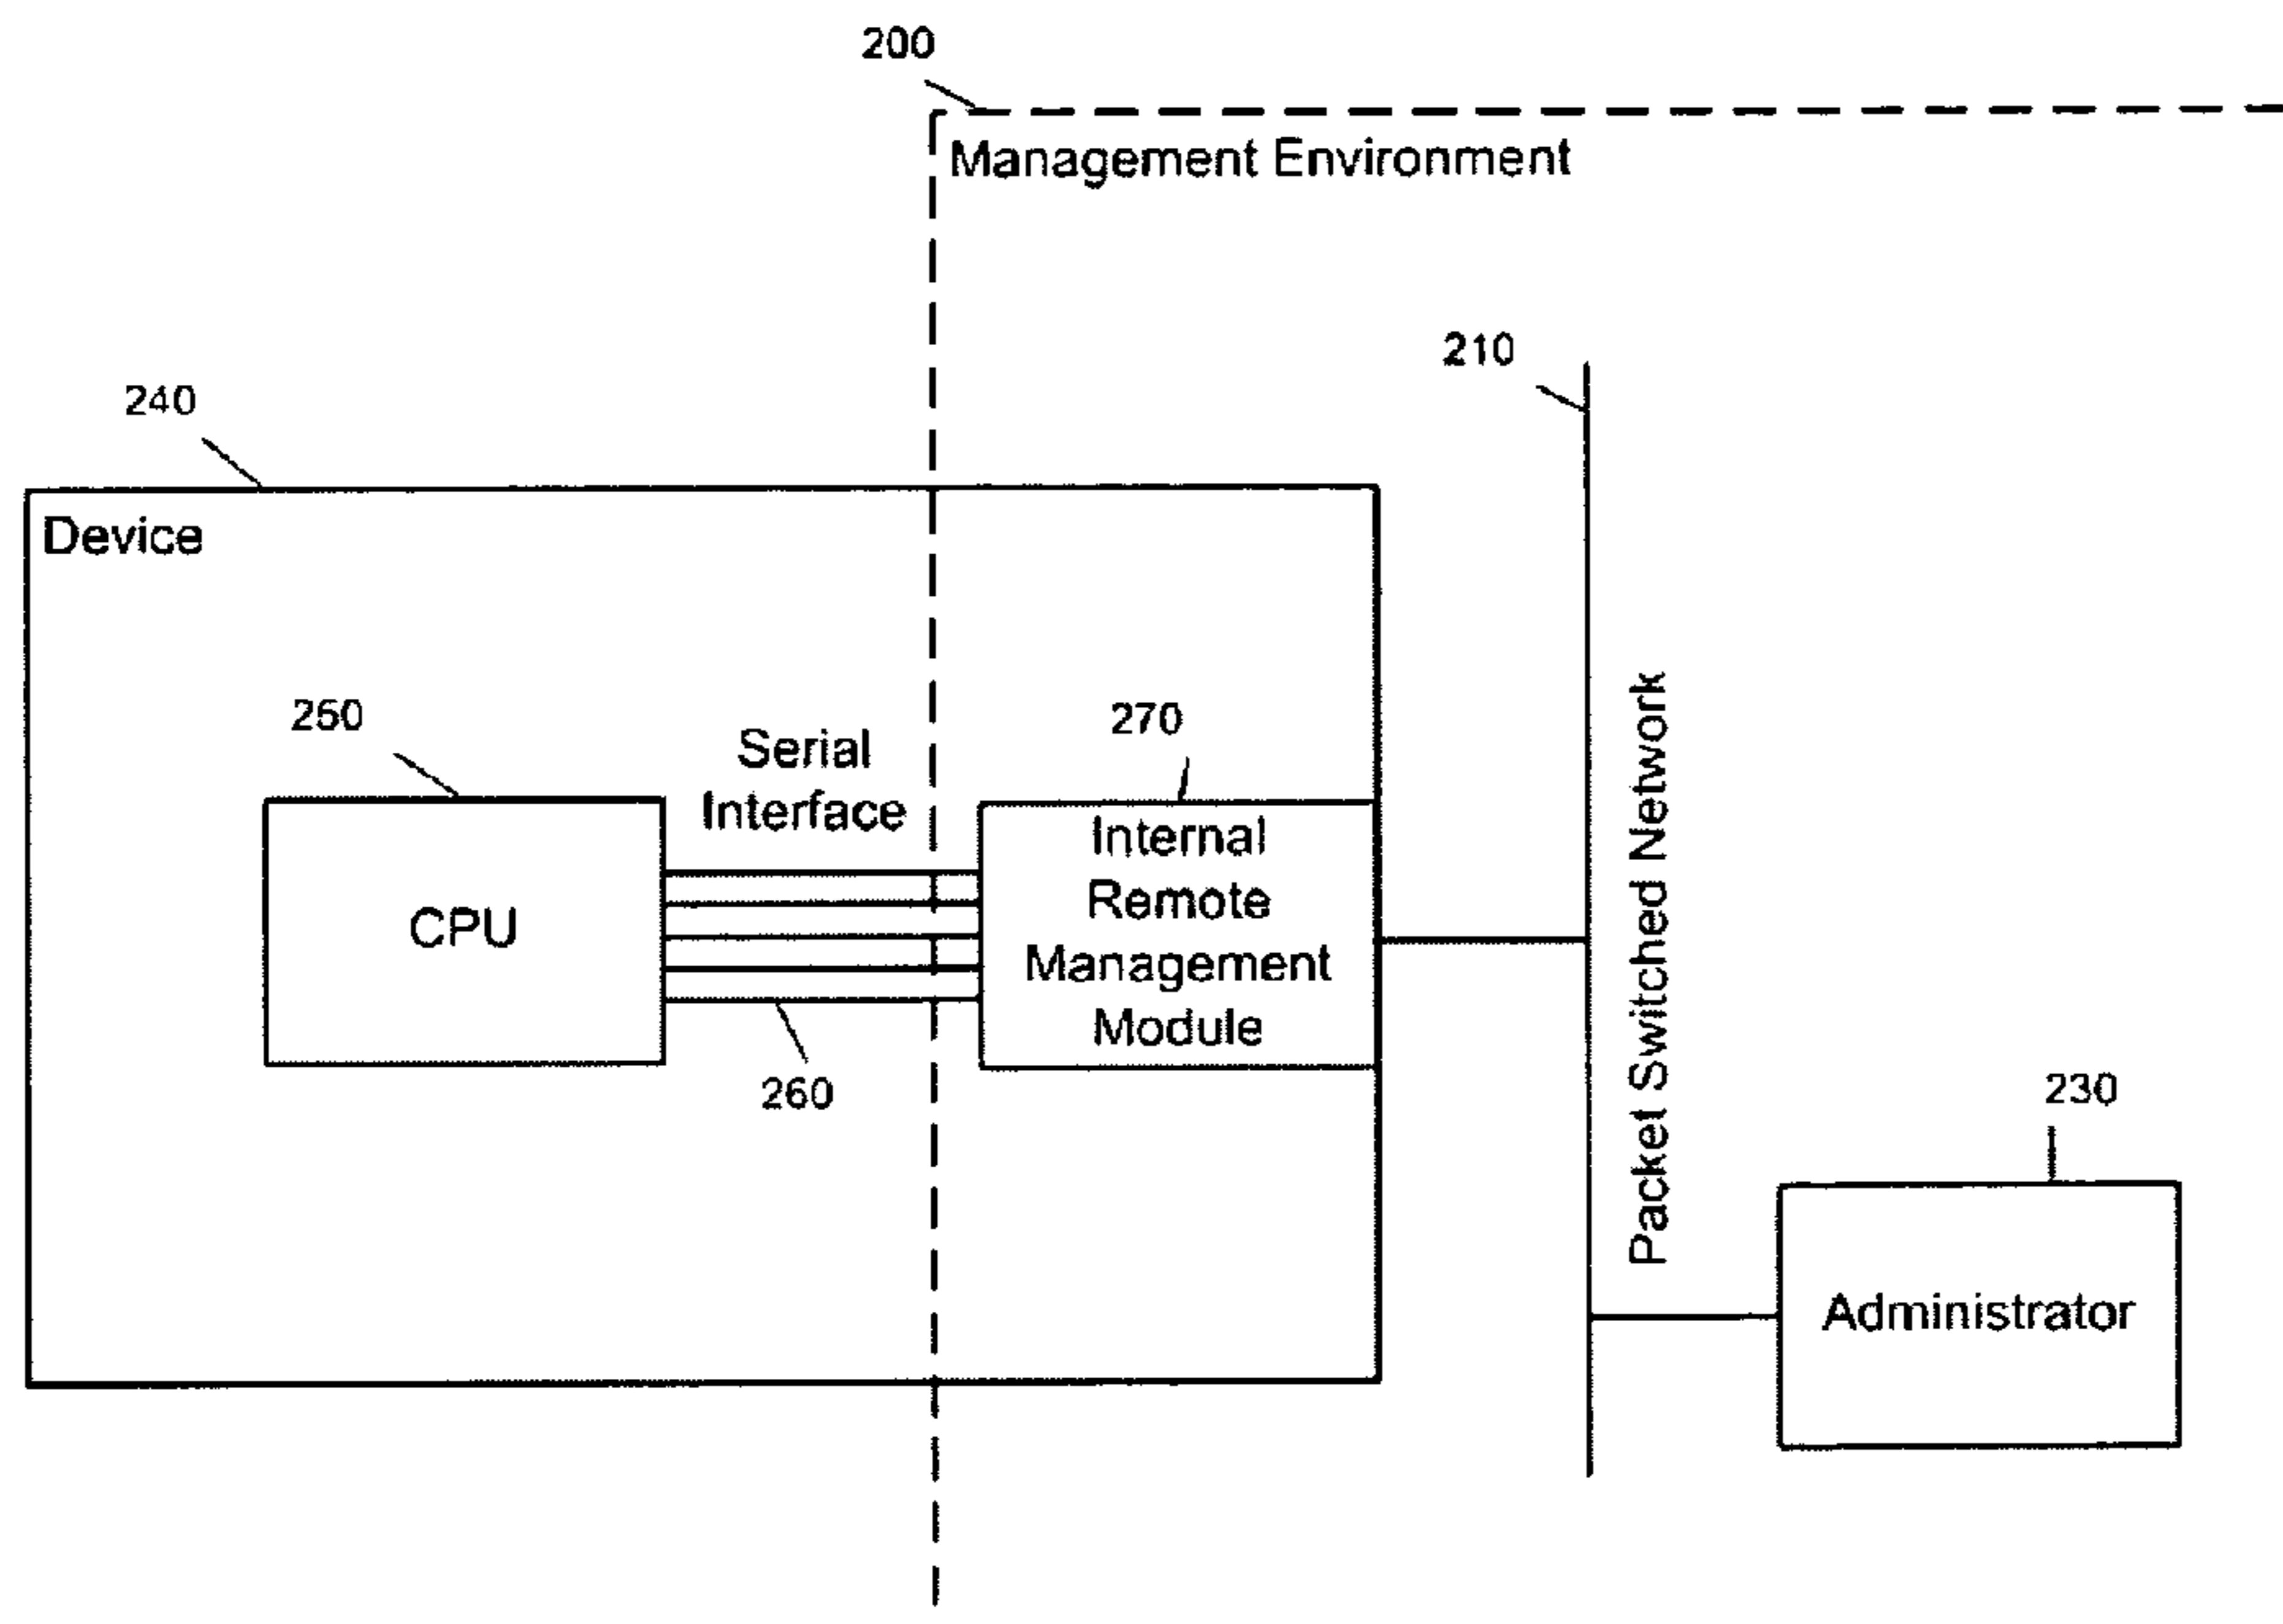 200
Management Environment
210
240
Device
250
270
Serial
Interface
Internal
Remote
Management
Module
CPU
260
Packet Switched Network
230
Administrator